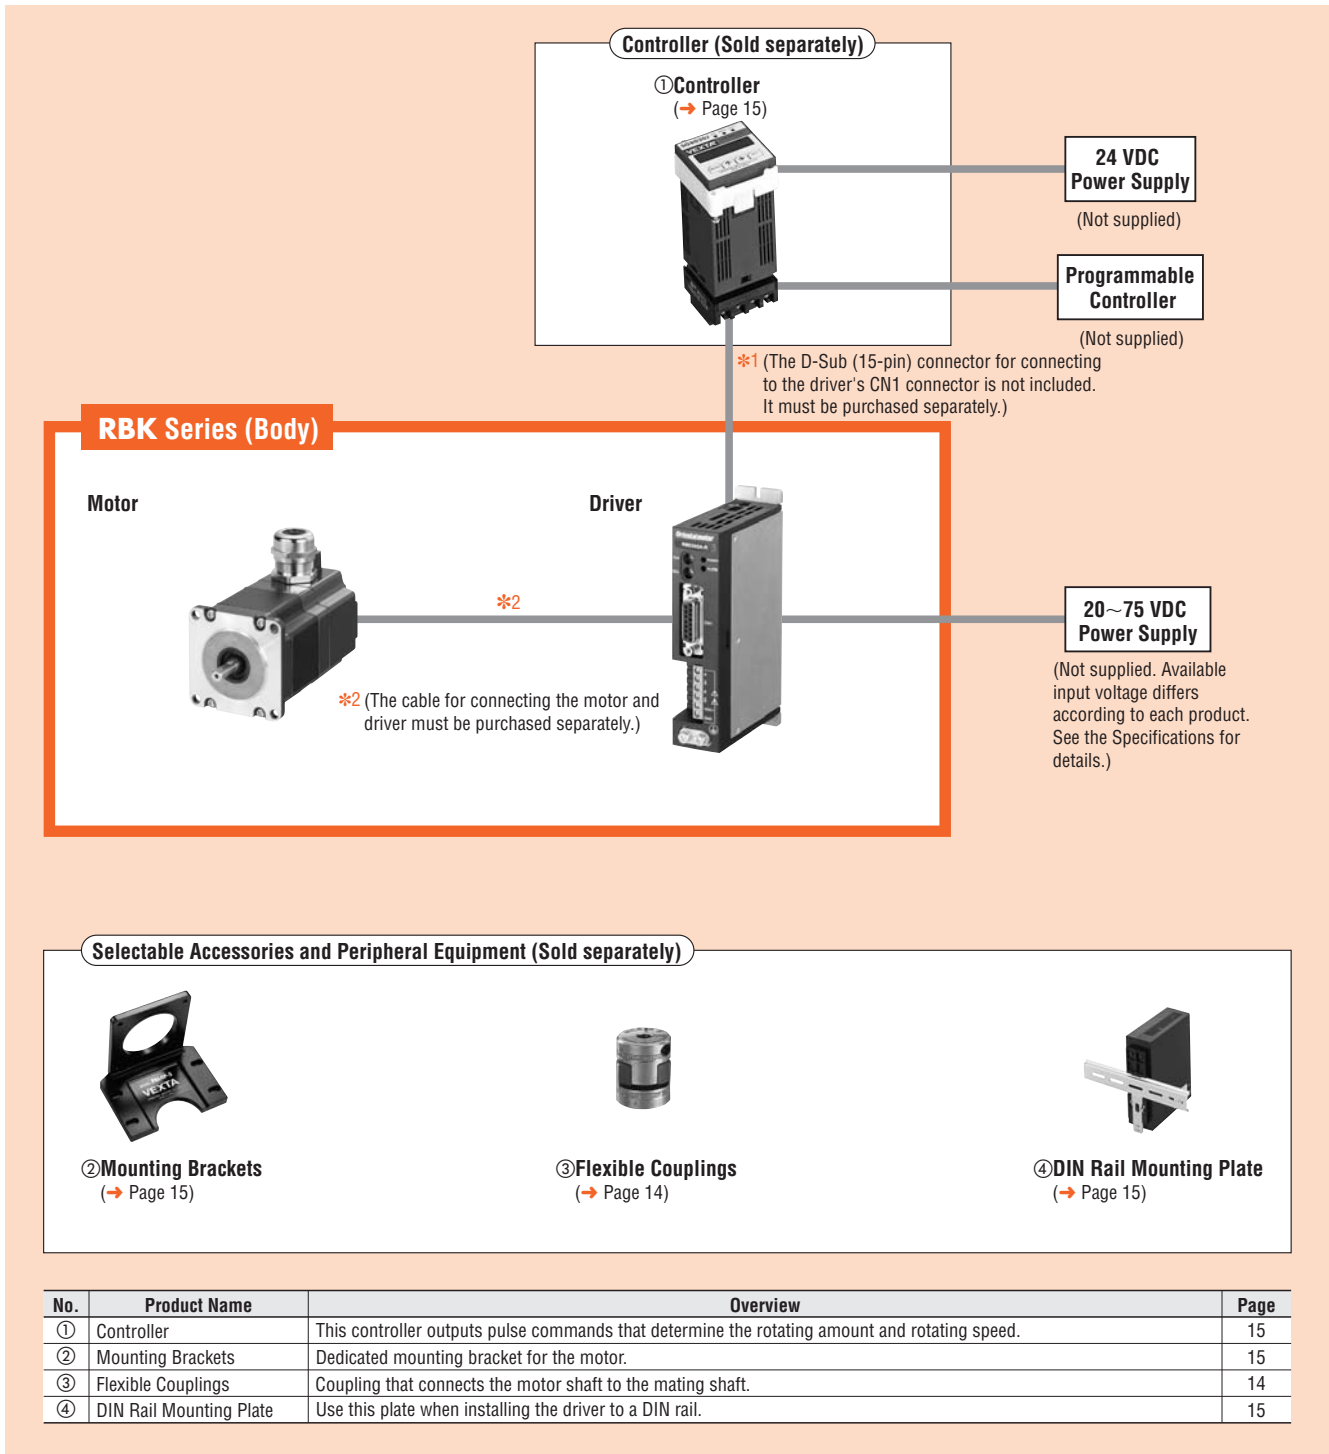 Controller (Sold separately)
①Controller
(➜ Page 15)
VEXTA
24 VDC
Power Supply
(Not supplied)
Programmable
Controller
(Not supplied)
✽1 (The D-Sub (15-pin) connector for connecting
to the driver's CN1 connector is not included.
It must be purchased separately.)
RBK Series (Body)
Motor
Driver
Orientalmotor
✽2
20~75 VDC
Power Supply
(Not supplied. Available
input voltage differs
according to each product.
See the Specifications for
details.)
✽2 (The cable for connecting the motor and
driver must be purchased separately.)
Selectable Accessories and Peripheral Equipment (Sold separately)
VEXTA
②Mounting Brackets
(➜ Page 15)
③Flexible Couplings
(➜ Page 14)
④DIN Rail Mounting Plate
(➜ Page 15)
No. Product Name Overview Page
① Controller This controller outputs pulse commands that determine the rotating amount and rotating speed. 15
② Mounting Brackets Dedicated mounting bracket for the motor. 15
③ Flexible Couplings Coupling that connects the motor shaft to the mating shaft. 14
④ DIN Rail Mounting Plate Use this plate when installing the driver to a DIN rail. 15